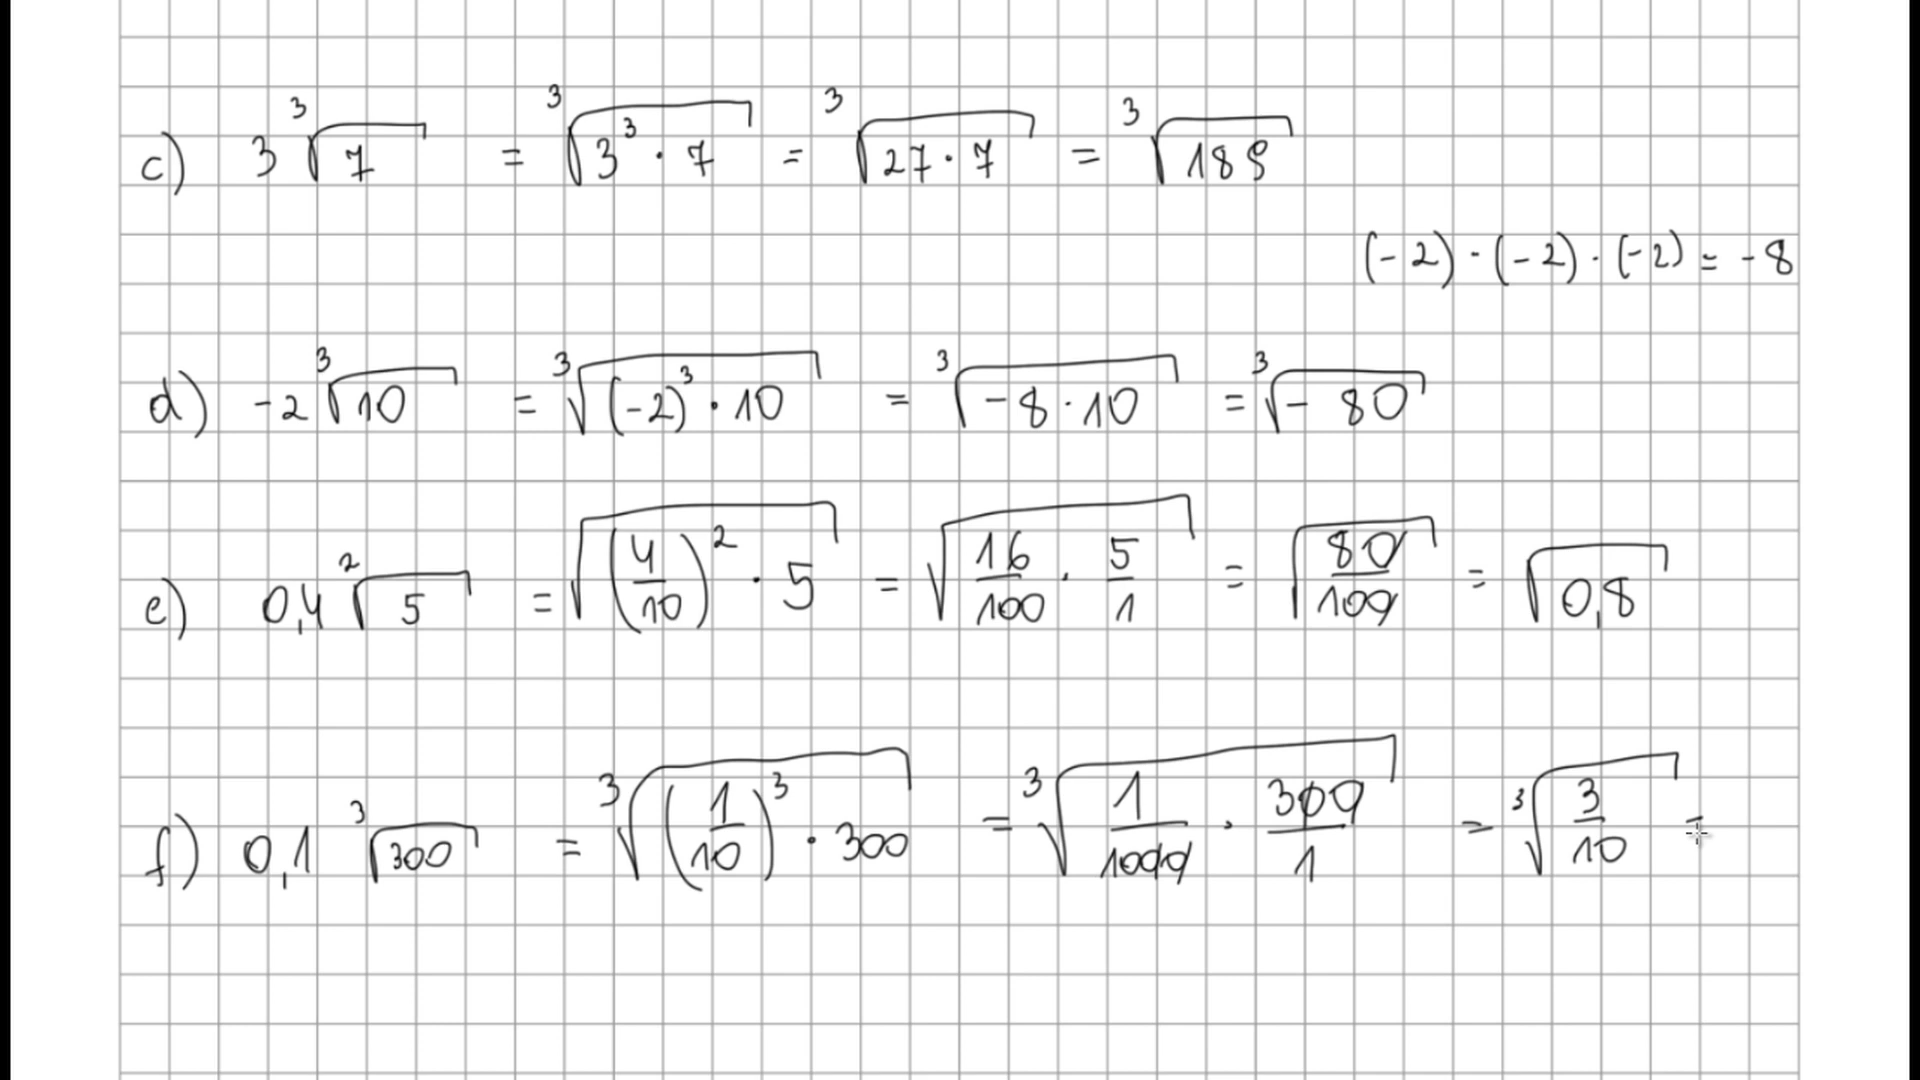 c) 3 ∛7 = ∛(3³ · 7) = ∛(27 · 7) = ∛189
(-2) · (-2) · (-2) = -8
d) -2 ∛10 = ∛((-2)³ · 10) = ∛(-8 · 10) = ∛(-80)
e) 0,4 ²√5 = √((4/10)² · 5) = √(16/100 · 5/1) = √(80/100) = √0,8
f) 0,1 ∛300 = ∛((1/10)³ · 300) = ∛(1/1000 · 300/1) = ∛(3/10) =